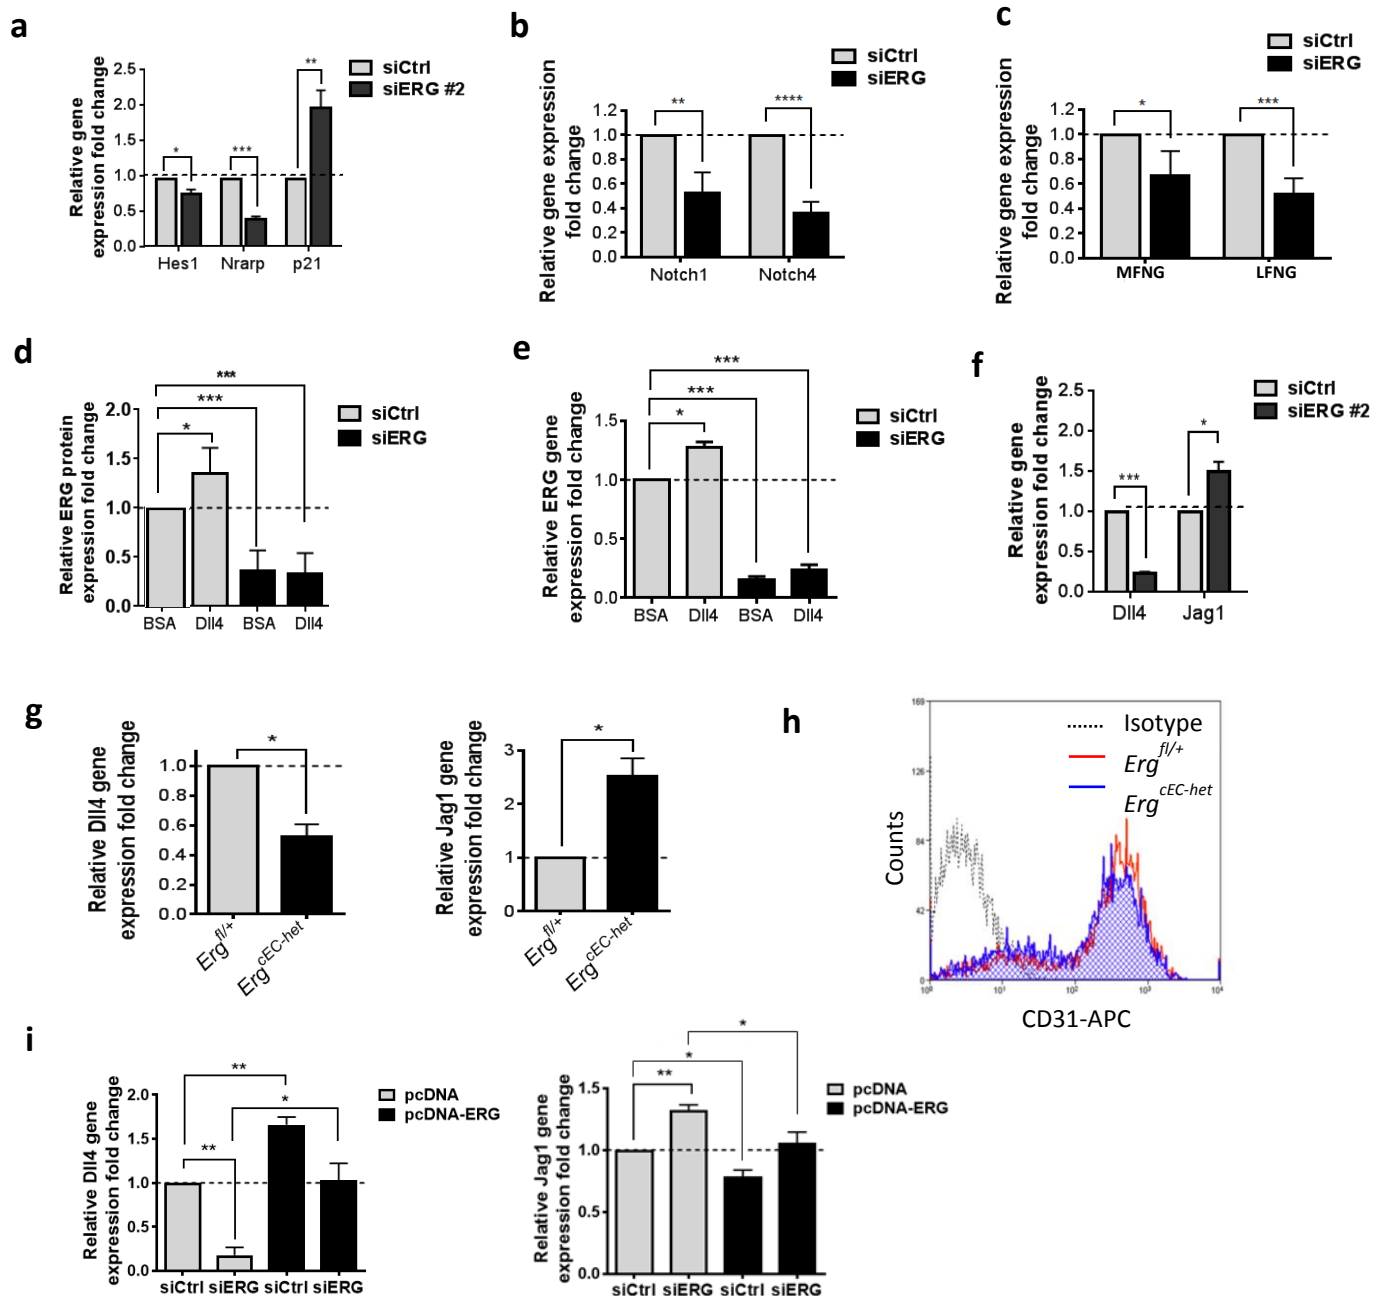 a
Relative gene
expression fold change
2.5
2.0
1.5
1.0
0.5
0.0
*
***
**
Hes1 Nrarp p21
siCtrl
siERG #2
b
Relative gene expression
fold change
1.2
1.0
0.8
0.6
0.4
0.2
0.0
**
****
Notch1 Notch4
siCtrl
siERG
c
Relative gene expression
fold change
1.2
1.0
0.8
0.6
0.4
0.2
0.0
*
***
MFNG LFNG
siCtrl
siERG
d
Relative ERG protein
expression fold change
2.0
1.5
1.0
0.5
0.0
***
***
*
BSA Dll4 BSA Dll4
siCtrl
siERG
e
Relative ERG gene
expression fold change
1.5
1.0
0.5
0.0
***
***
*
BSA Dll4 BSA Dll4
siCtrl
siERG
f
Relative gene
expression fold change
2.5
2.0
1.5
1.0
0.5
0.0
***
*
Dll4 Jag1
siCtrl
siERG #2
g
Relative Dll4 gene
expression fold change
1.0
0.8
0.6
0.4
0.2
0.0
*
Erg fl/+
Erg cEC-het
Relative Jag1 gene
expression fold change
3
2
1
0
*
Erg fl/+
Erg cEC-het
h
Counts
169
126
84
42
0
10⁰ 10¹ 10² 10³ 10⁴
CD31-APC
Isotype
Erg fl/+
Erg cEC-het
i
Relative Dll4 gene
expression fold change
2.0
1.5
1.0
0.5
0.0
**
*
**
siCtrl siERG siCtrl siERG
pcDNA
pcDNA-ERG
Relative Jag1 gene
expression fold change
1.5
1.0
0.5
0.0
*
*
**
siCtrl siERG siCtrl siERG
pcDNA
pcDNA-ERG